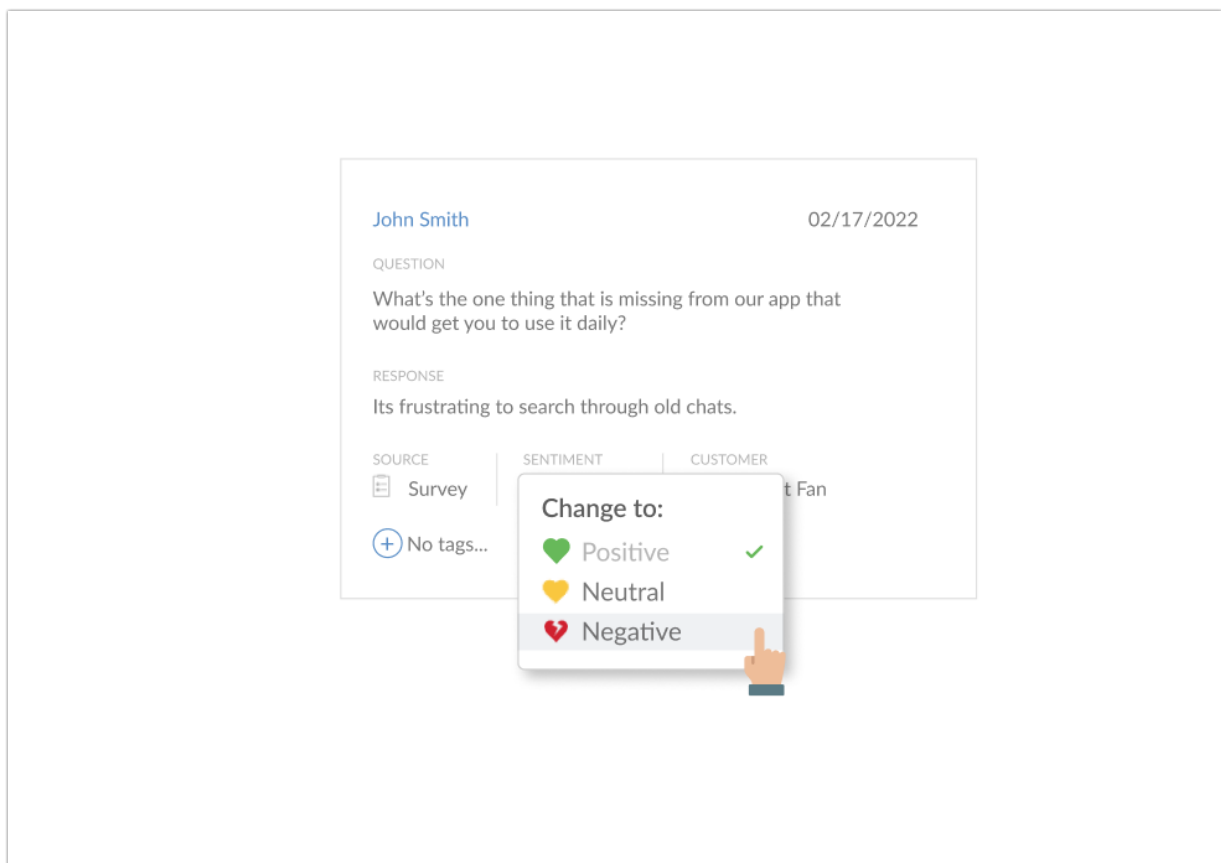 John Smith
02/17/2022
QUESTION
What's the one thing that is missing from our app that
would get you to use it daily?
RESPONSE
Its frustrating to search through old chats.
SOURCE
SENTIMENT
CUSTOMER
Survey
t Fan
No tags...
Change to:
Positive
Neutral
Negative